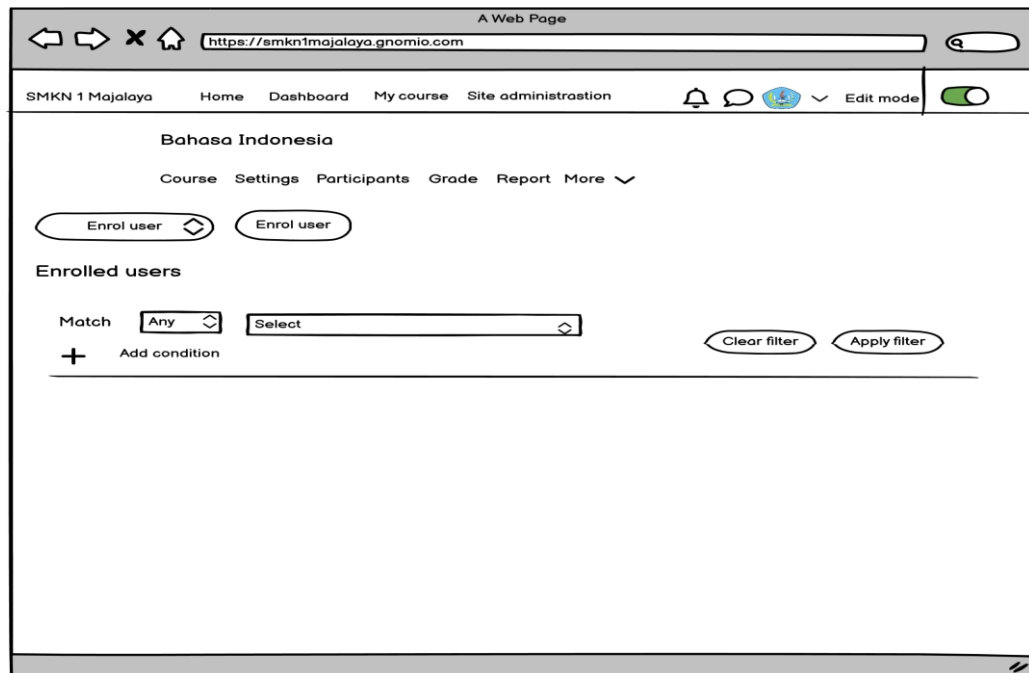 A Web Page
https://smkn1majalaya.gnomio.com
SMKN 1 Majalaya Home Dashboard My course Site administrastion Edit mode
Bahasa Indonesia
Course Settings Participants Grade Report More
Enrol user Enrol user
Enrolled users
Match Any Select
Clear filter Apply filter
Add condition